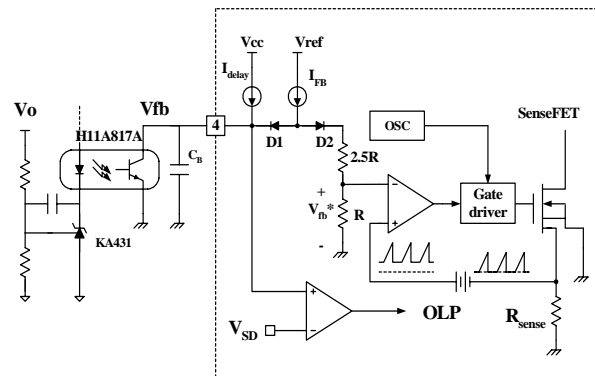 Vcc Vref
I_delay I_FB
Vo Vfb 4 SenseFET
H11A817A
D1 D2 OSC
C_B 2.5R
+ − Gate driver
V_fb* R +
KA431 -
+ OLP R_sense
V_SD −